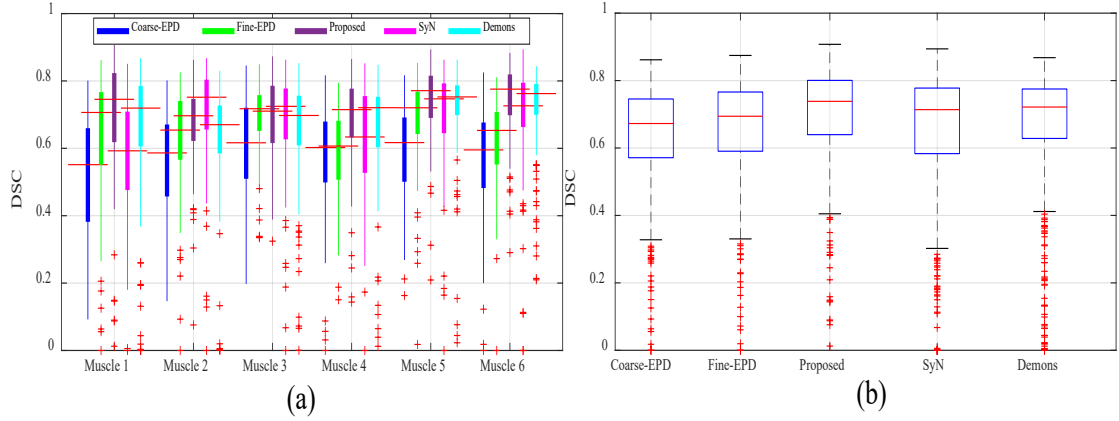 Coarse-EPD Fine-EPD Proposed SyN Demons
DSC
1
0.8
0.6
0.4
0.2
0
Muscle 1 Muscle 2 Muscle 3 Muscle 4 Muscle 5 Muscle 6
(a)
DSC
1
0.8
0.6
0.4
0.2
0
Coarse-EPD Fine-EPD Proposed SyN Demons
(b)